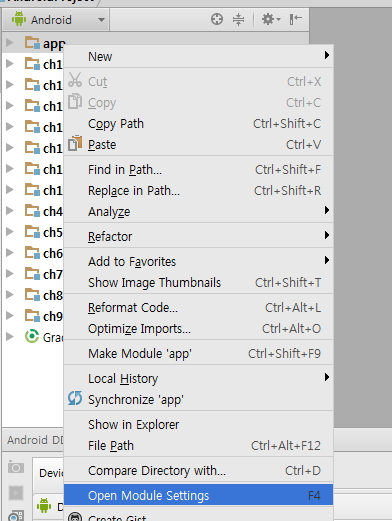 Android
app
New
ch1
Cut Ctrl+X
ch1
Copy Ctrl+C
ch1
Copy Path Ctrl+Shift+C
ch1
Paste Ctrl+V
ch1
Find in Path... Ctrl+Shift+F
ch1
Replace in Path... Ctrl+Shift+R
ch1
Analyze
ch4
Refactor
ch5
Add to Favorites
ch6
Show Image Thumbnails Ctrl+Shift+T
ch7
Reformat Code... Ctrl+Alt+L
ch8
Optimize Imports... Ctrl+Alt+O
ch9
Grad
Make Module 'app' Ctrl+Shift+F9
Local History
Synchronize 'app'
Show in Explorer
Android DD
File Path Ctrl+Alt+F12
Devic
Compare Directory with... Ctrl+D
Open Module Settings F4
D
Create Gist...